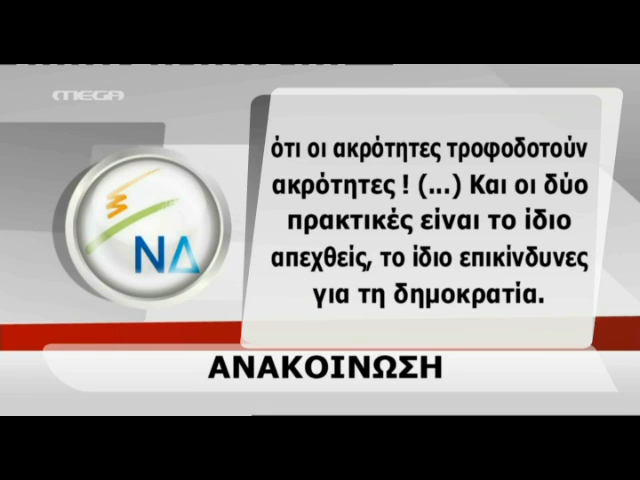 MEGA
ότι οι ακρότητες τροφοδοτούν
ακρότητες ! (...) Και οι δύο
πρακτικές είναι το ίδιο
απεχθείς, το ίδιο επικίνδυνες
για τη δημοκρατία.
ΝΔ
ΑΝΑΚΟΙΝΩΣΗ